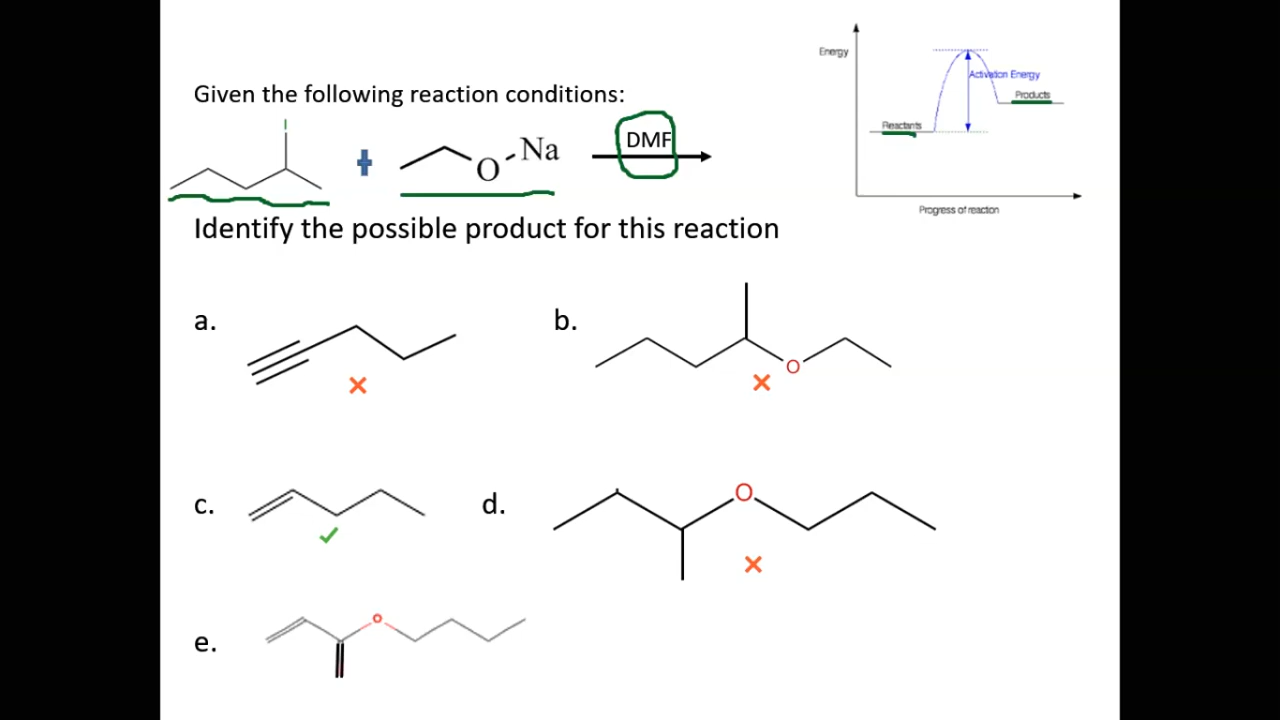 Energy
Activation Energy
Products
Reactants
Progress of reaction
Given the following reaction conditions:
I
O Na
DMF
Identify the possible product for this reaction
a.
b.
O
c.
d.
O
e.
O